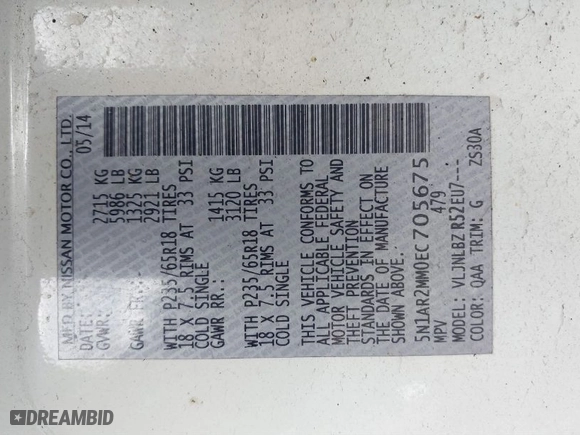 MFD BY NISSAN MOTOR CO., LTD.
DATE: 03/14
GVWR: 2715 KG
5986 LB
GAWR FR.: 1325 KG
2921 LB
WITH P235/65R18 TIRES
18 X 7.5 RIMS AT 33 PSI
COLD SINGLE
GAWR RR.: 1415 KG
3120 LB
WITH P235/65R18 TIRES
18 X 7.5 RIMS AT 33 PSI
COLD SINGLE
THIS VEHICLE CONFORMS TO
ALL APPLICABLE FEDERAL
MOTOR VEHICLE SAFETY AND
THEFT PREVENTION
STANDARDS IN EFFECT ON
THE DATE OF MANUFACTURE
SHOWN ABOVE.
5N1AR2MM0EC705675
MPV 479
MODEL: VLJNLBZ R52EU7---
COLOR: QAA TRIM: G ZS30A
DREAMBID